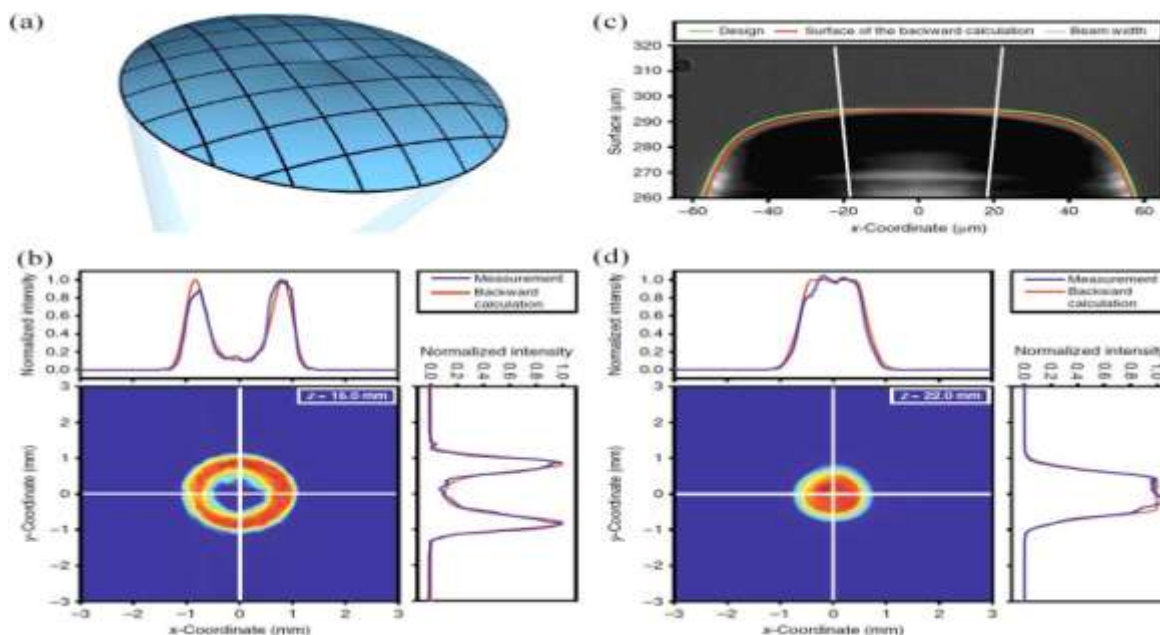 (a)
(c)
Design
Surface of the backward calculation
Beam width
Surface (μm)
320
310
300
290
280
270
260
−60
−40
−20
0
20
40
60
x-Coordinate (μm)
(b)
Normalized intensity
1.0
0.8
0.6
0.4
0.2
0.0
Measurement
Backward
calculation
Normalized intensity
0.0
0.2
0.4
0.6
0.8
1.0
y-Coordinate (mm)
3
2
1
0
−1
−2
−3
−3
−2
−1
0
1
2
3
x-Coordinate (mm)
(d)
Normalized intensity
1.0
0.8
0.6
0.4
0.2
0.0
Measurement
Backward
calculation
Normalized intensity
0.0
0.2
0.4
0.6
0.8
1.0
z = 22.0 mm
y-Coordinate (mm)
3
2
1
0
−1
−2
−3
−3
−2
−1
0
1
2
3
x-Coordinate (mm)